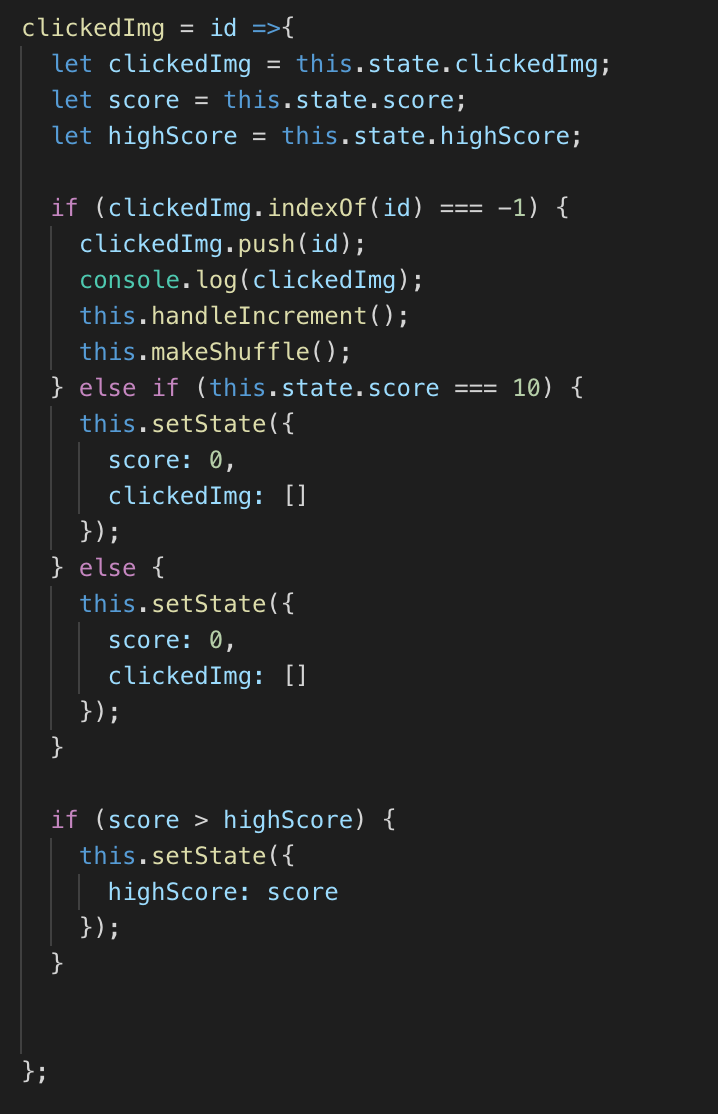 clickedImg = id =>{
  let clickedImg = this.state.clickedImg;
  let score = this.state.score;
  let highScore = this.state.highScore;

  if (clickedImg.indexOf(id) === -1) {
    clickedImg.push(id);
    console.log(clickedImg);
    this.handleIncrement();
    this.makeShuffle();
  } else if (this.state.score === 10) {
    this.setState({
      score: 0,
      clickedImg: []
    });
  } else {
    this.setState({
      score: 0,
      clickedImg: []
    });
  }

  if (score > highScore) {
    this.setState({
      highScore: score
    });
  }

};